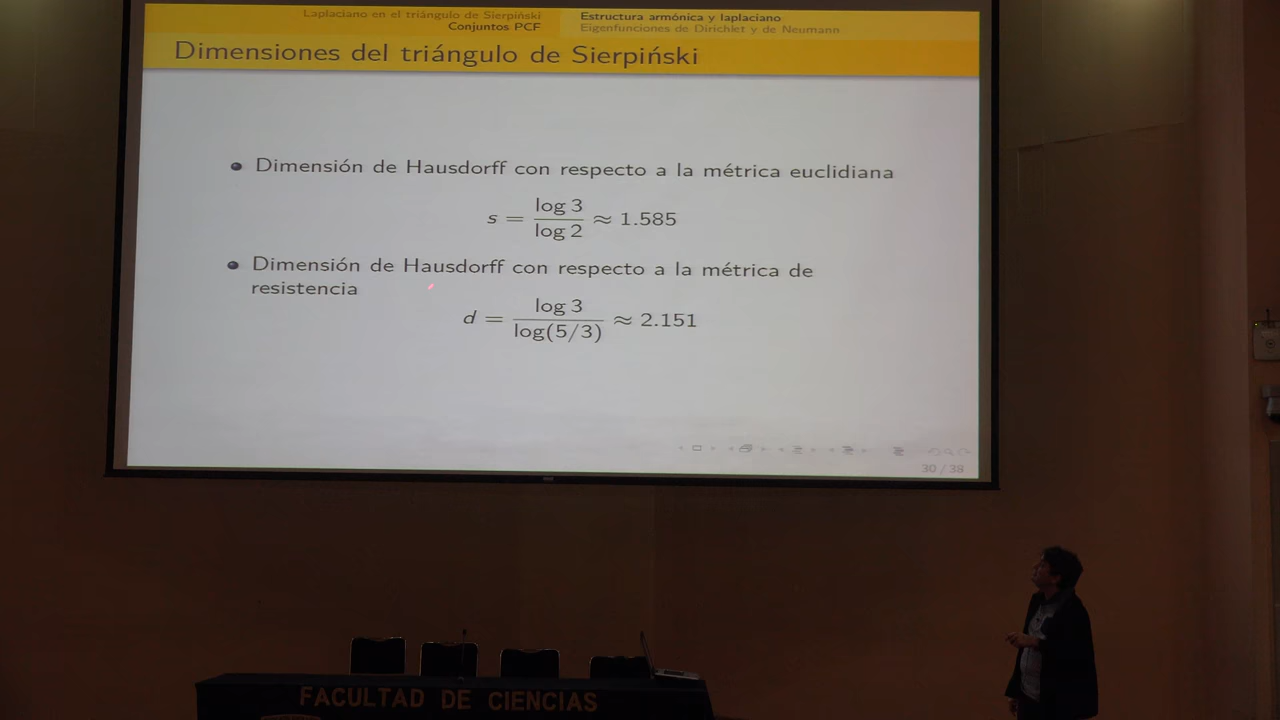 Laplaciano en el triángulo de Sierpiński
Conjuntos PCF
Estructura armónica y laplaciano
Eigenfunciones de Dirichlet y de Neumann
Dimensiones del triángulo de Sierpiński
Dimensión de Hausdorff con respecto a la métrica euclidiana
s = log 3 / log 2 ≈ 1.585
Dimensión de Hausdorff con respecto a la métrica de
resistencia
d = log 3 / log(5/3) ≈ 2.151
30 / 38
FACULTAD DE CIENCIAS